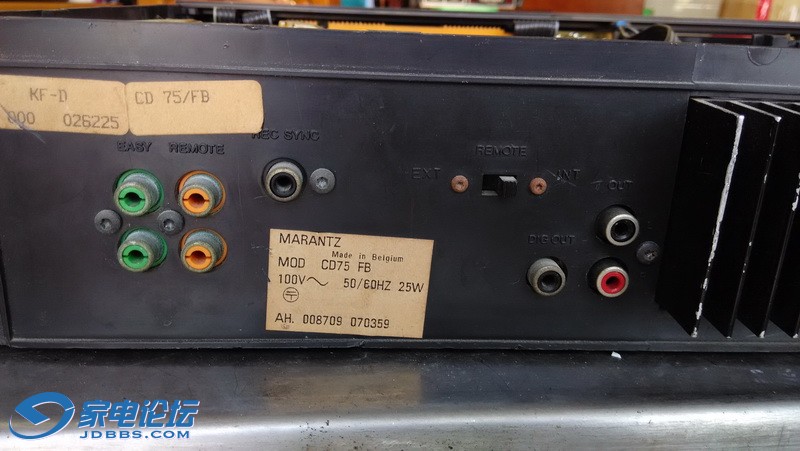 KF-D
000 026225
CD 75/FB
EASY
REMOTE
REC SYNC
REMOTE
EXT
INT
OUT
DIG OUT
MARANTZ
Made in Belgium
MOD CD75 FB
100V~ 50/60HZ 25W
AH. 008709 070359
家电论坛
JDBBS.COM